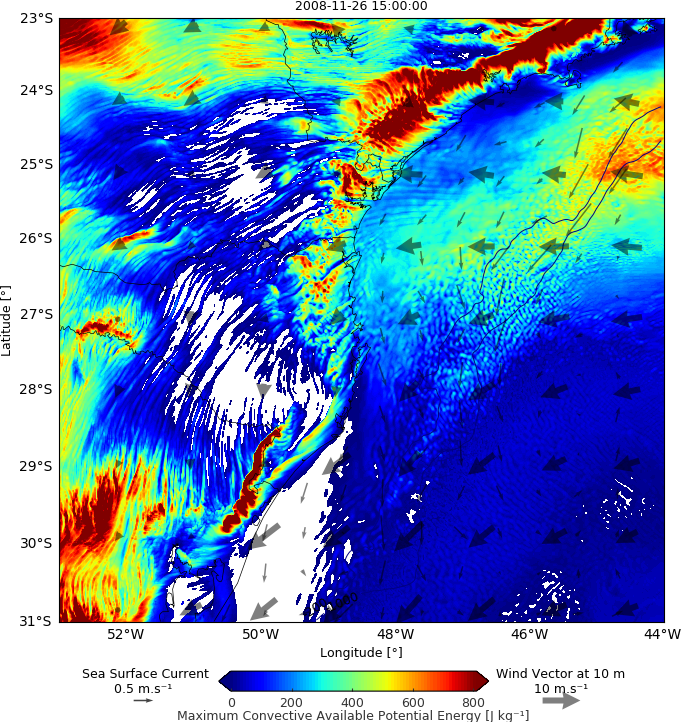 2008-11-26 15:00:00
23°S
24°S
25°S
26°S
27°S
28°S
29°S
30°S
31°S
Latitude [°]
52°W 50°W 48°W 46°W 44°W
Longitude [°]
Sea Surface Current
0.5 m.s⁻¹
Wind Vector at 10 m
10 m.s⁻¹
0 200 400 600 800
Maximum Convective Available Potential Energy [J kg⁻¹]